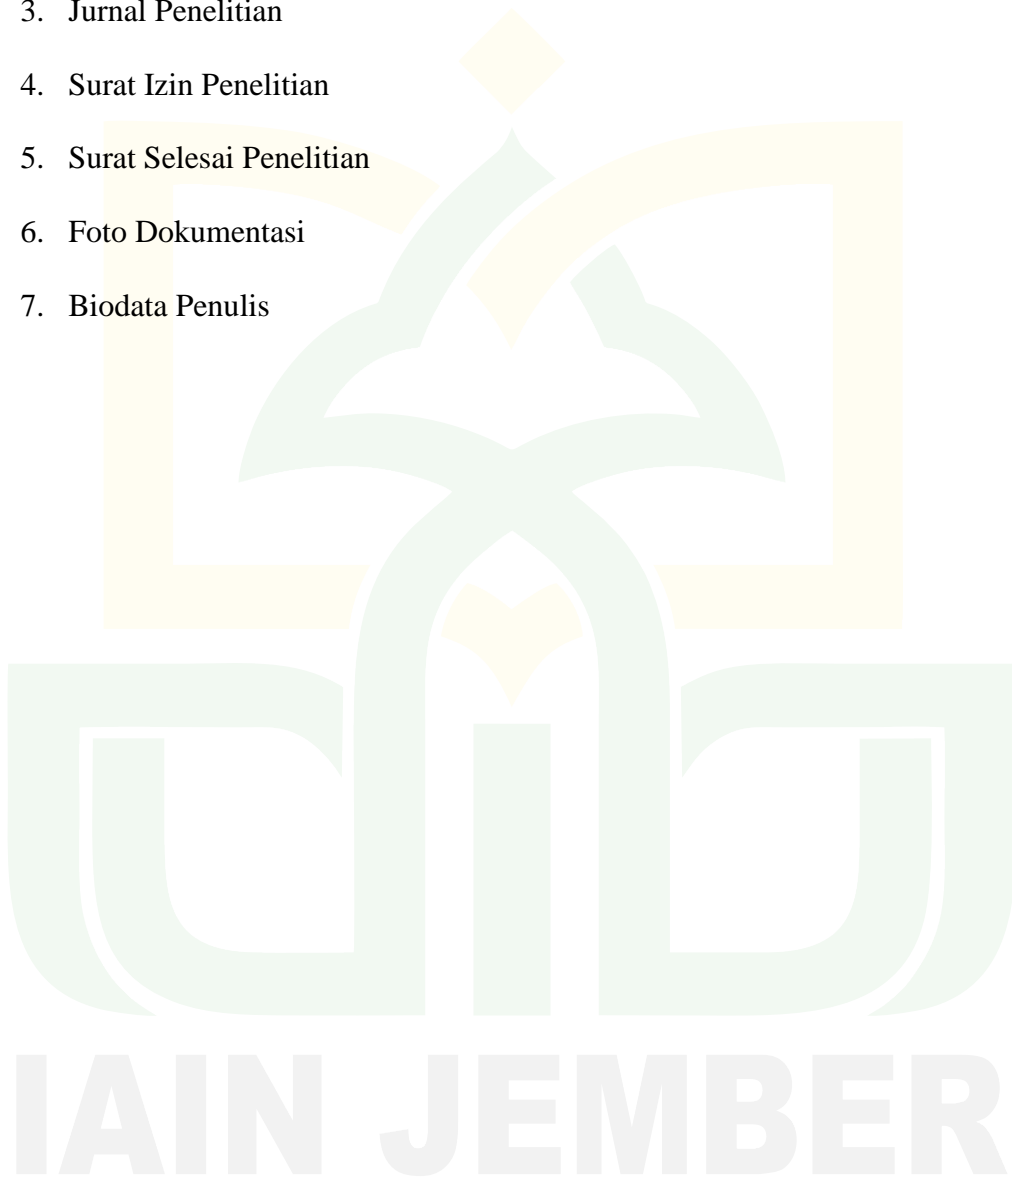 3. Jurnal Penelitian
4. Surat Izin Penelitian
5. Surat Selesai Penelitian
6. Foto Dokumentasi
7. Biodata Penulis
IAIN JEMBER